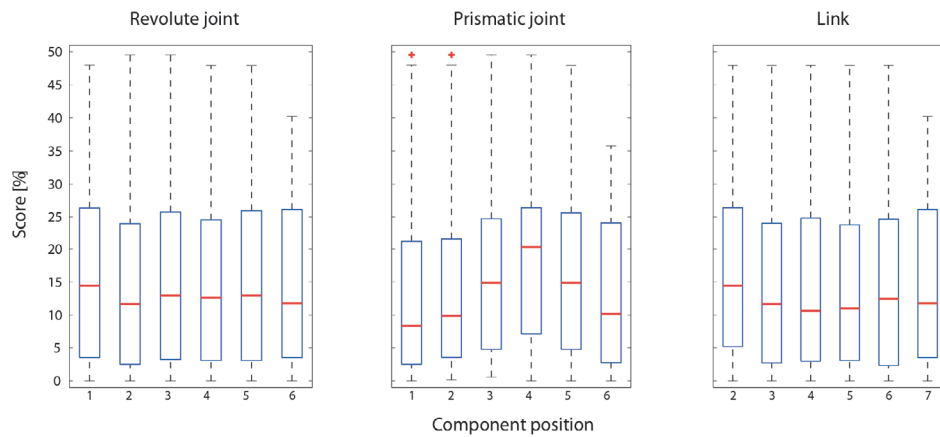 Revolute joint
Prismatic joint
Link
Score [%]
50
45
40
35
30
25
20
15
10
5
0
1 2 3 4 5 6
1 2 3 4 5 6
2 3 4 5 6 7
Component position